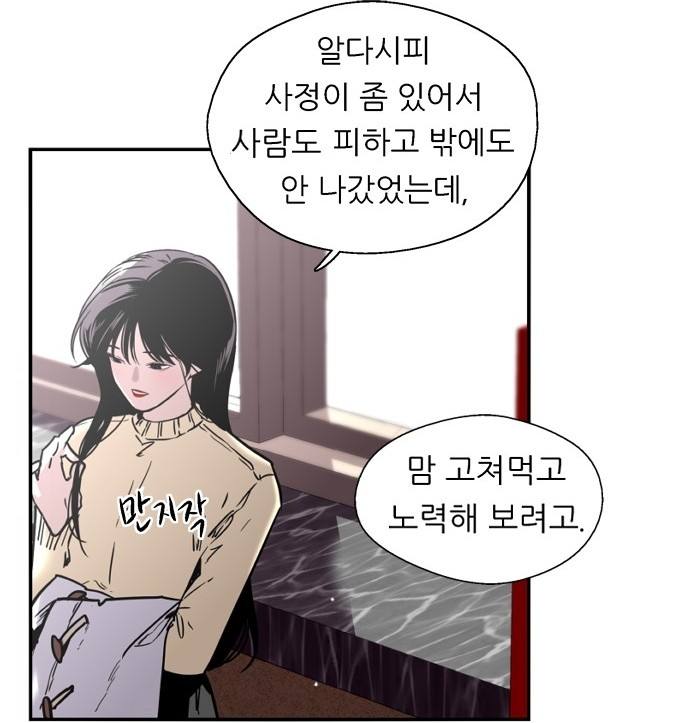 알다시피
사정이 좀 있어서
사람도 피하고 밖에도
안 나갔었는데,
맘 고쳐먹고
노력해 보려고.
만지작